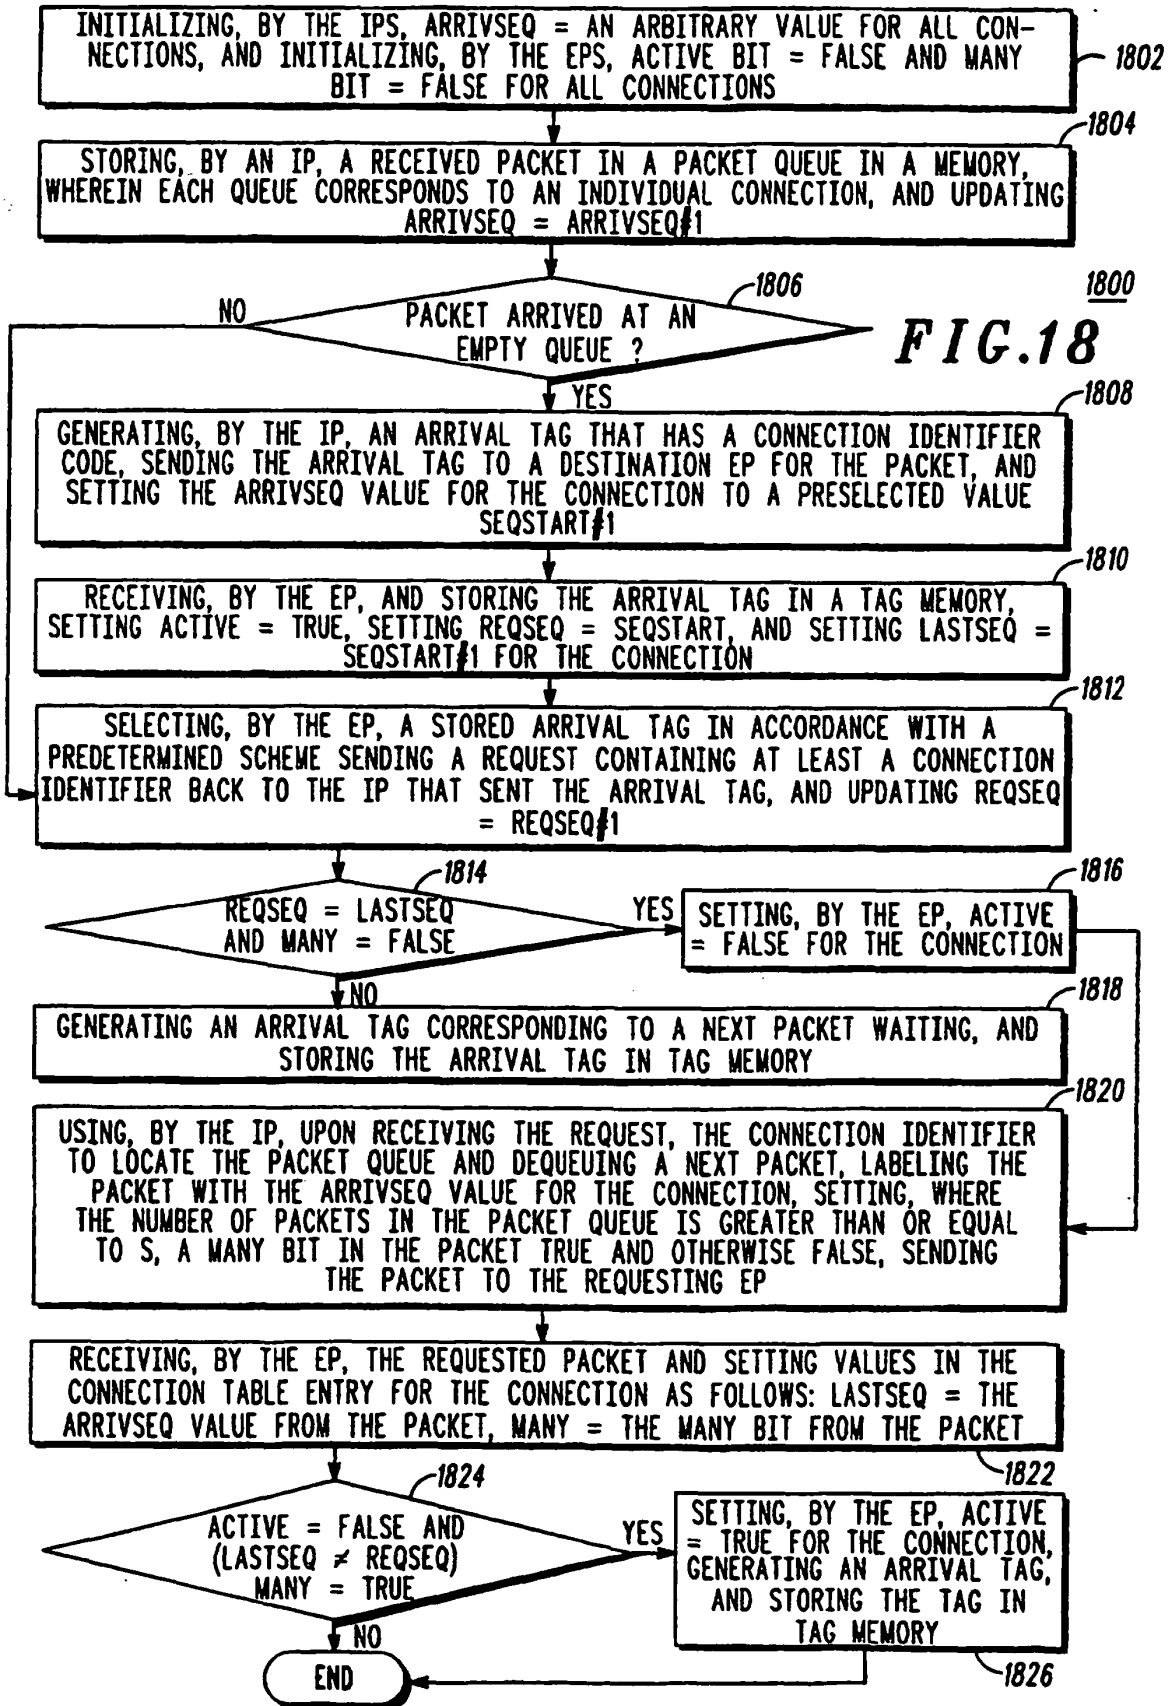 INITIALIZING, BY THE IPS, ARRIVSEQ = AN ARBITRARY VALUE FOR ALL CON-
NECTIONS, AND INITIALIZING, BY THE EPS, ACTIVE BIT = FALSE AND MANY
BIT = FALSE FOR ALL CONNECTIONS
1802
1804
STORING, BY AN IP, A RECEIVED PACKET IN A PACKET QUEUE IN A MEMORY,
WHEREIN EACH QUEUE CORRESPONDS TO AN INDIVIDUAL CONNECTION, AND UPDATING
ARRIVSEQ = ARRIVSEQ#1
1806
PACKET ARRIVED AT AN
EMPTY QUEUE ?
NO
YES
1800
FIG.18
1808
GENERATING, BY THE IP, AN ARRIVAL TAG THAT HAS A CONNECTION IDENTIFIER
CODE, SENDING THE ARRIVAL TAG TO A DESTINATION EP FOR THE PACKET, AND
SETTING THE ARRIVSEQ VALUE FOR THE CONNECTION TO A PRESELECTED VALUE
SEQSTART#1
1810
RECEIVING, BY THE EP, AND STORING THE ARRIVAL TAG IN A TAG MEMORY,
SETTING ACTIVE = TRUE, SETTING REQSEQ = SEQSTART, AND SETTING LASTSEQ =
SEQSTART#1 FOR THE CONNECTION
1812
SELECTING, BY THE EP, A STORED ARRIVAL TAG IN ACCORDANCE WITH A
PREDETERMINED SCHEME SENDING A REQUEST CONTAINING AT LEAST A CONNECTION
IDENTIFIER BACK TO THE IP THAT SENT THE ARRIVAL TAG, AND UPDATING REQSEQ
= REQSEQ#1
1814
REQSEQ = LASTSEQ
AND MANY = FALSE
YES
NO
1816
SETTING, BY THE EP, ACTIVE
= FALSE FOR THE CONNECTION
1818
GENERATING AN ARRIVAL TAG CORRESPONDING TO A NEXT PACKET WAITING, AND
STORING THE ARRIVAL TAG IN TAG MEMORY
1820
USING, BY THE IP, UPON RECEIVING THE REQUEST, THE CONNECTION IDENTIFIER
TO LOCATE THE PACKET QUEUE AND DEQUEUING A NEXT PACKET, LABELING THE
PACKET WITH THE ARRIVSEQ VALUE FOR THE CONNECTION, SETTING, WHERE
THE NUMBER OF PACKETS IN THE PACKET QUEUE IS GREATER THAN OR EQUAL
TO S, A MANY BIT IN THE PACKET TRUE AND OTHERWISE FALSE, SENDING
THE PACKET TO THE REQUESTING EP
RECEIVING, BY THE EP, THE REQUESTED PACKET AND SETTING VALUES IN THE
CONNECTION TABLE ENTRY FOR THE CONNECTION AS FOLLOWS: LASTSEQ = THE
ARRIVSEQ VALUE FROM THE PACKET, MANY = THE MANY BIT FROM THE PACKET
1822
1824
ACTIVE = FALSE AND
(LASTSEQ ≠ REQSEQ)
MANY = TRUE
YES
NO
SETTING, BY THE EP, ACTIVE
= TRUE FOR THE CONNECTION,
GENERATING AN ARRIVAL TAG,
AND STORING THE TAG IN
TAG MEMORY
1826
END